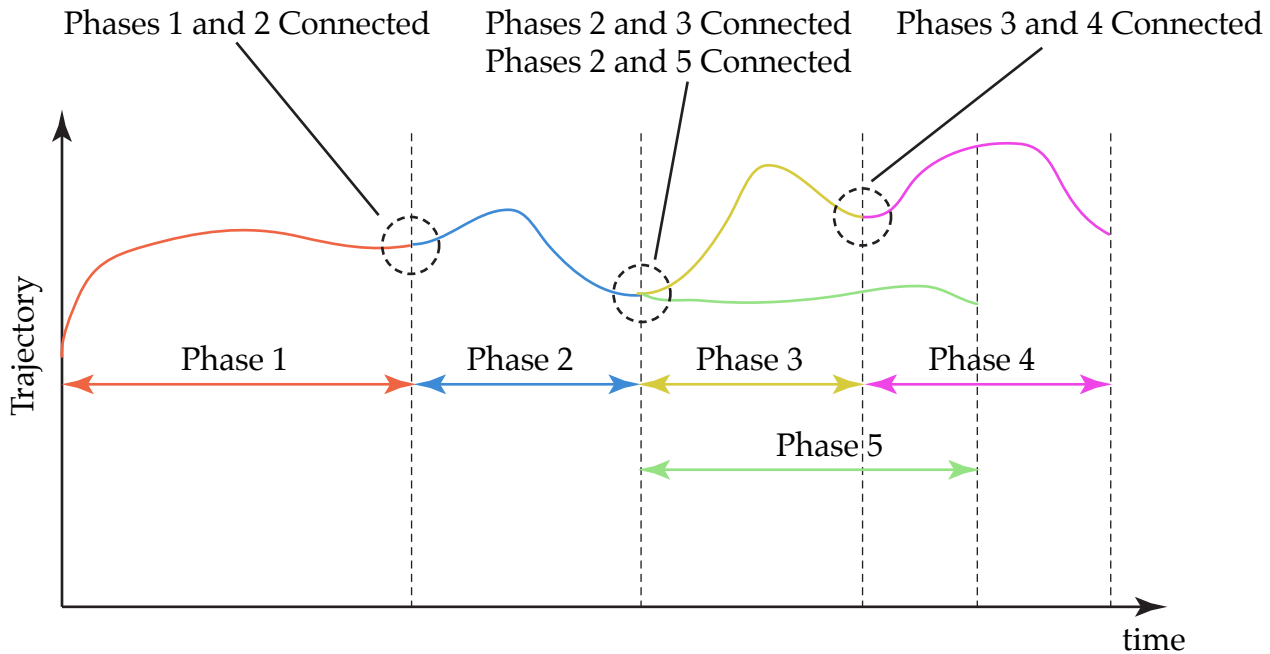 Phases 1 and 2 Connected
Phases 2 and 3 Connected
Phases 2 and 5 Connected
Phases 3 and 4 Connected
Trajectory
Phase 1
Phase 2
Phase 3
Phase 4
Phase 5
time